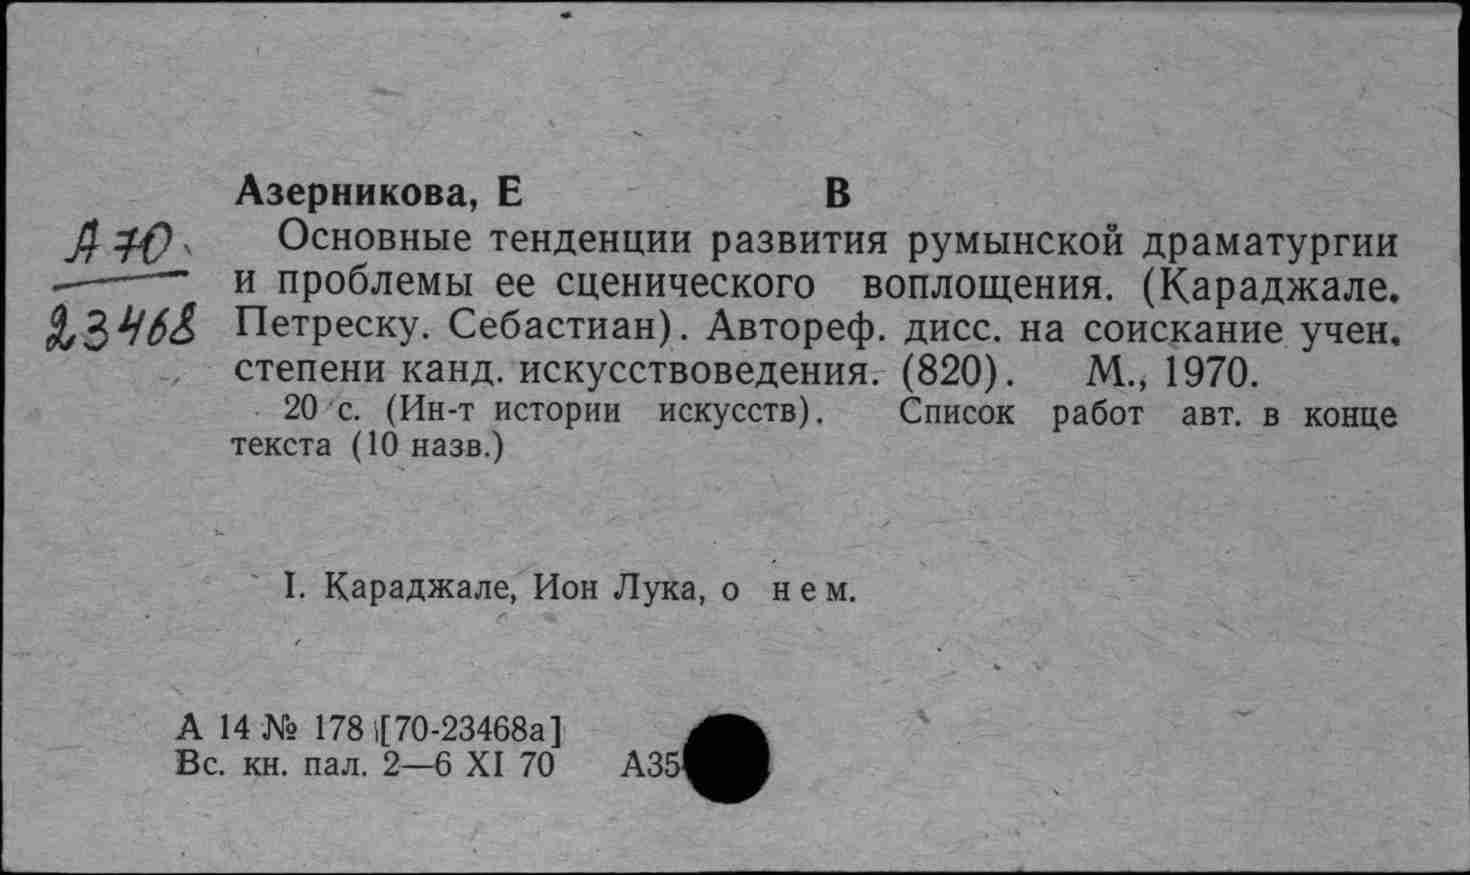 Азерникова, Е В
А 70
23468
Основные тенденции развития румынской драматургии
и проблемы ее сценического воплощения. (Караджале.
Петреску. Себастиан). Автореф. дисс. на соискание учен.
степени канд. искусствоведения. (820). М., 1970.
20 с. (Ин-т истории искусств). Список работ авт. в конце
текста (10 назв.)
I. Караджале, Ион Лука, о нем.
А 14 № 178 [70-23468а]
Вс. кн. пал. 2—6 XI 70 А35